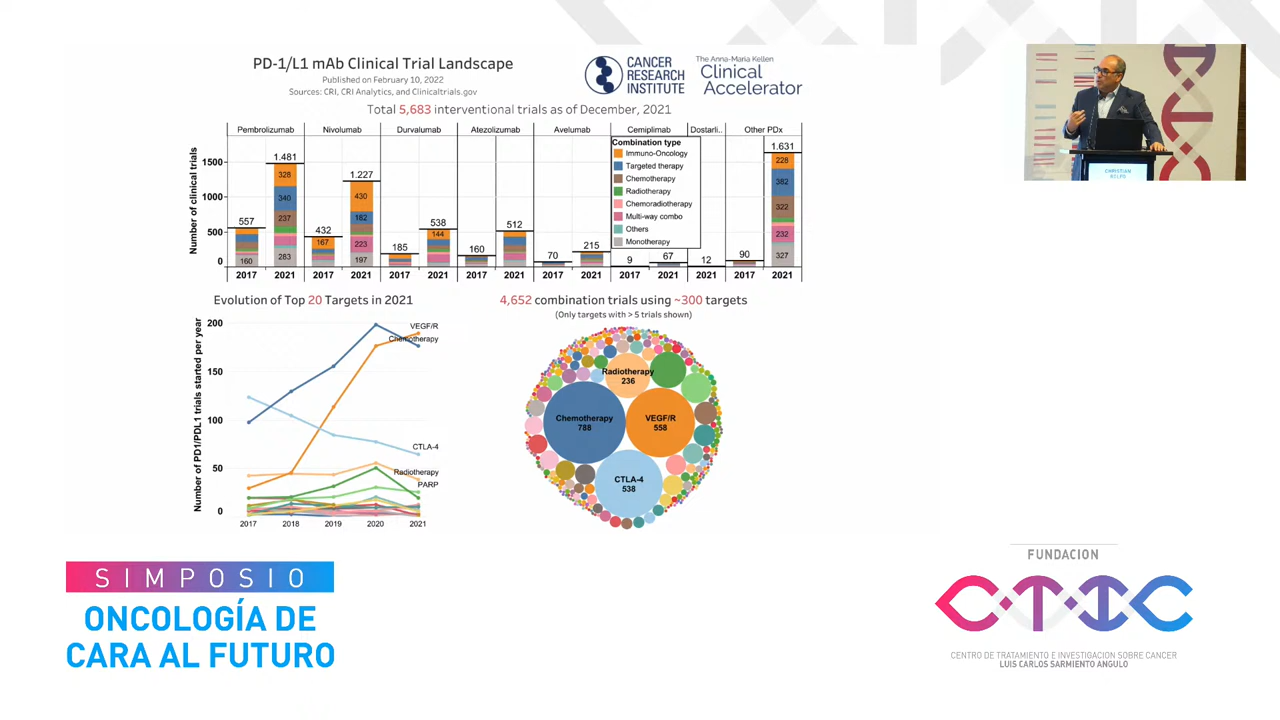 PD-1/L1 mAb Clinical Trial Landscape
Published on February 10, 2022
Sources: CRI, CRI Analytics, and Clinicaltrials.gov
CANCER
RESEARCH
INSTITUTE
The Anna-Maria Kellen
Clinical
Accelerator
Total 5,683 interventional trials as of December, 2021
Pembrolizumab Nivolumab Durvalumab Atezolizumab Avelumab Cemiplimab Dostarli.. Other PDx
Number of clinical trials
1500
1000
500
0
557
160
1.481
328
340
237
283
432
167
1.227
430
182
223
197
185
538
144
160
512
70
215
9
67
12
90
1.631
228
382
322
232
327
Combination type
Immuno-Oncology
Targeted therapy
Chemotherapy
Radiotherapy
Chemoradiotherapy
Multi-way combo
Others
Monotherapy
2017 2021 2017 2021 2017 2021 2017 2021 2017 2021 2017 2021 2021 2017 2021
Evolution of Top 20 Targets in 2021
Number of PD1/PDL1 trials started per year
200
150
100
50
0
VEGF/R
Chemotherapy
CTLA-4
Radiotherapy
PARP
2017 2018 2019 2020 2021
4,652 combination trials using ~300 targets
(Only targets with > 5 trials shown)
Radiotherapy
236
Chemotherapy
788
VEGF/R
558
CTLA-4
538
CHRISTIAN
ROLFO
SIMPOSIO
ONCOLOGÍA DE
CARA AL FUTURO
FUNDACION
CTIC
CENTRO DE TRATAMIENTO E INVESTIGACION SOBRE CANCER
LUIS CARLOS SARMIENTO ANGULO